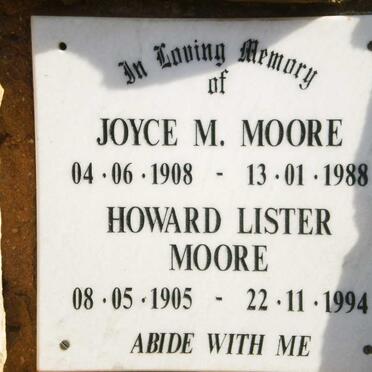 In Loving Memory
of
JOYCE M. MOORE
04·06·1908 - 13·01·1988
HOWARD LISTER
MOORE
08·05·1905 - 22·11·1994
ABIDE WITH ME